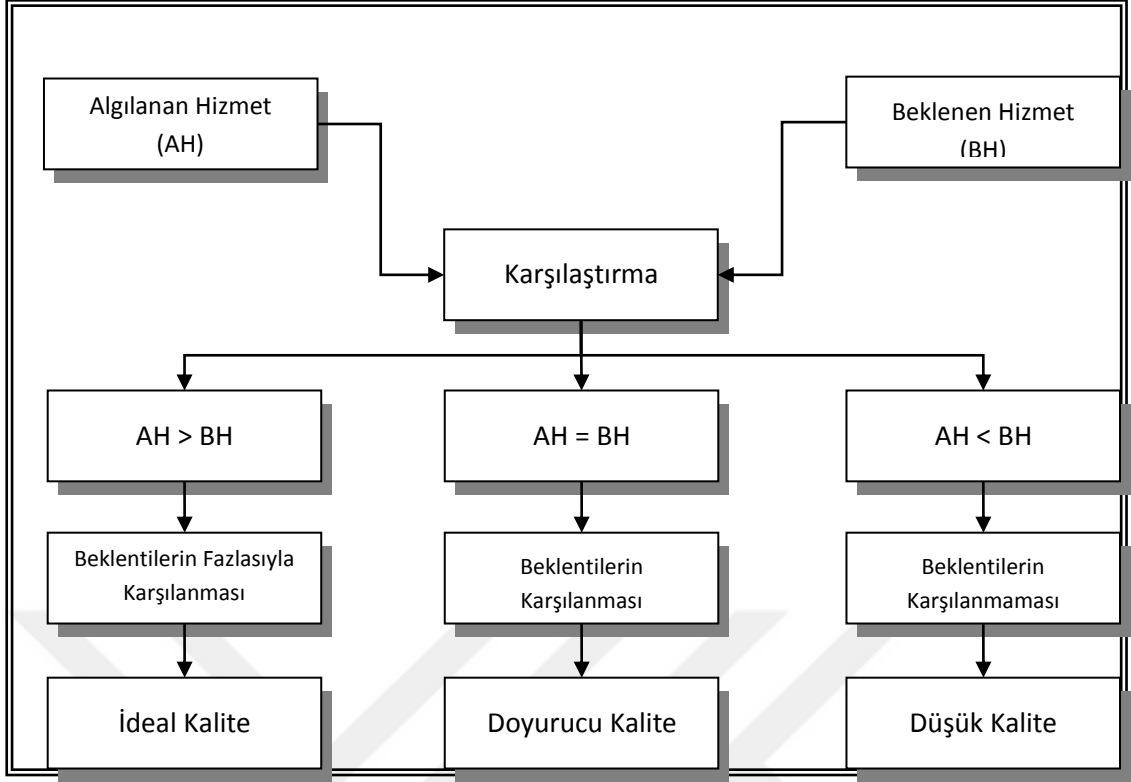 Algılanan Hizmet
(AH)
Beklenen Hizmet
(BH)
Karşılaştırma
AH > BH
AH = BH
AH < BH
Beklentilerin Fazlasıyla
Karşılanması
Beklentilerin
Karşılanması
Beklentilerin
Karşılanmaması
İdeal Kalite
Doyurucu Kalite
Düşük Kalite